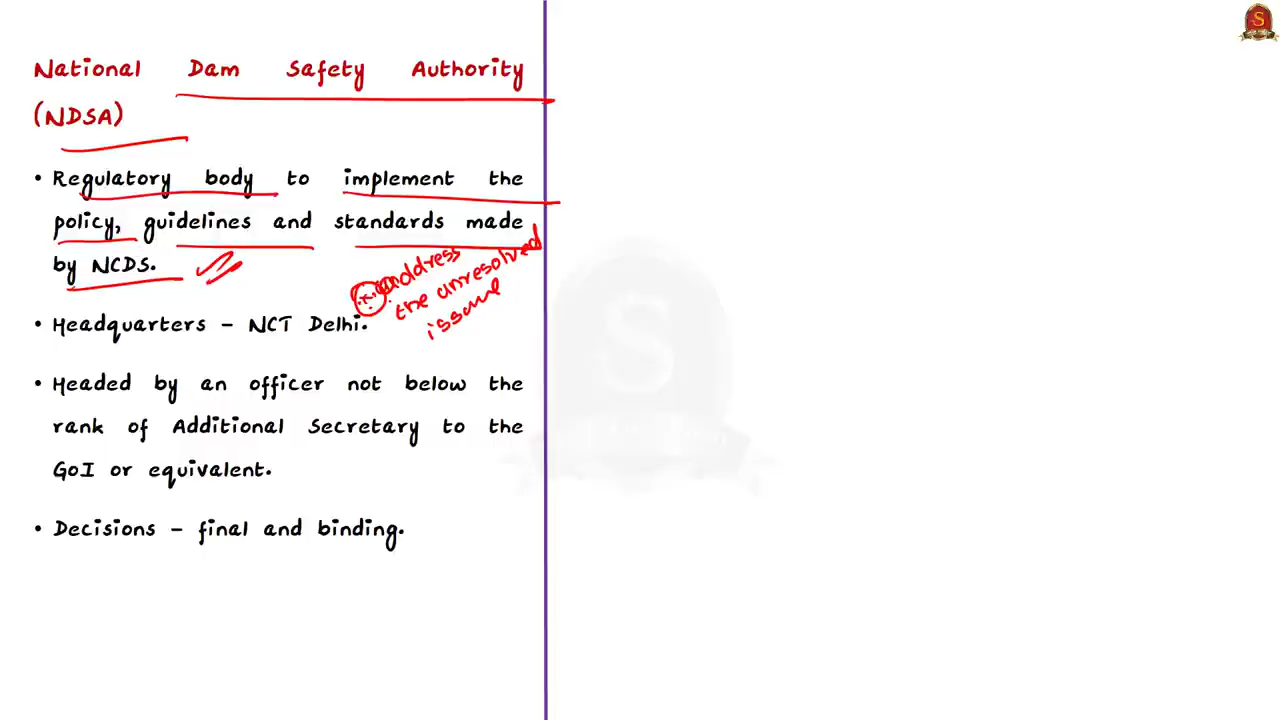 National Dam Safety Authority
(NDSA)
• Regulatory body to implement the
policy, guidelines and standards made
by NCDS.
address
the unresolved
issue
• Headquarters – NCT Delhi.
• Headed by an officer not below the
rank of Additional Secretary to the
GoI or equivalent.
• Decisions – final and binding.
S
S